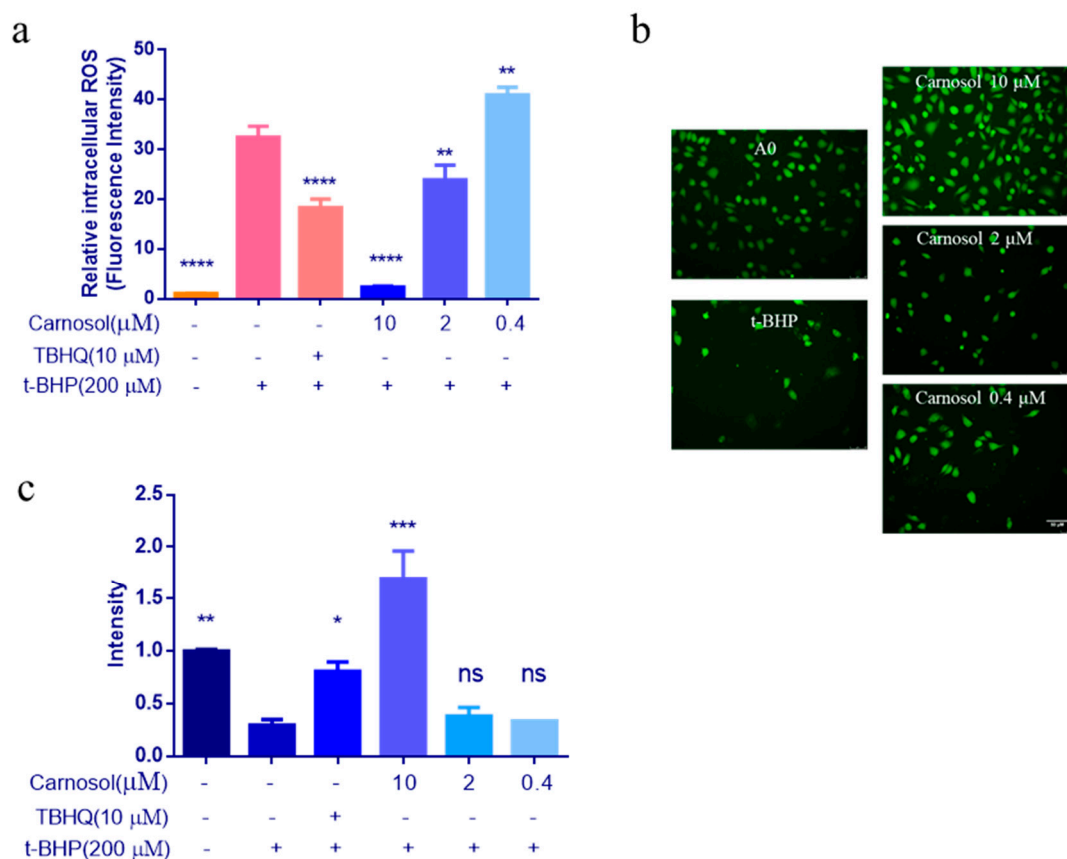 a
Relative intracellular ROS
(Fluorescence Intensity)
50
40
30
20
10
0
****
****
****
**
**
Carnosol(μM) - - - 10 2 0.4
TBHQ(10 μM) - - + - - -
t-BHP(200 μM) - + + + + +
b
A0
t-BHP
Carnosol 10 μM
Carnosol 2 μM
Carnosol 0.4 μM
c
Intensity
2.5
2.0
1.5
1.0
0.5
0.0
**
*
***
ns
ns
Carnosol(μM) - - - 10 2 0.4
TBHQ(10 μM) - - + - - -
t-BHP(200 μM) - + + + + +